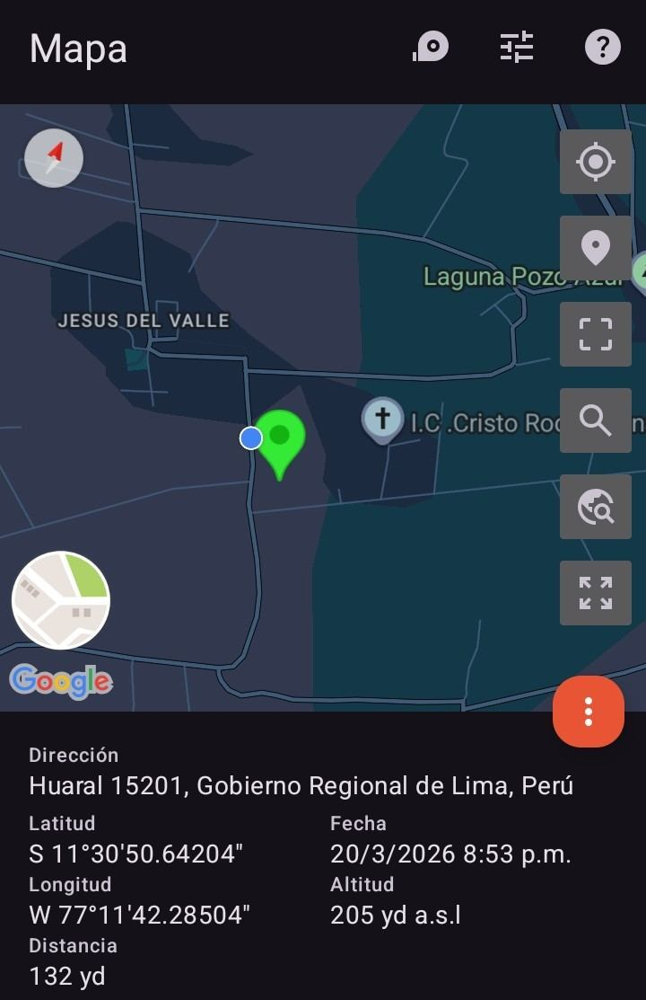 Mapa
Laguna Pozo Azul
JESUS DEL VALLE
I.C .Cristo
Google
Dirección
Huaral 15201, Gobierno Regional de Lima, Perú
Latitud
Fecha
S 11°30'50.64204"
20/3/2026 8:53 p.m.
Longitud
Altitud
W 77°11'42.28504"
205 yd a.s.l
Distancia
132 yd